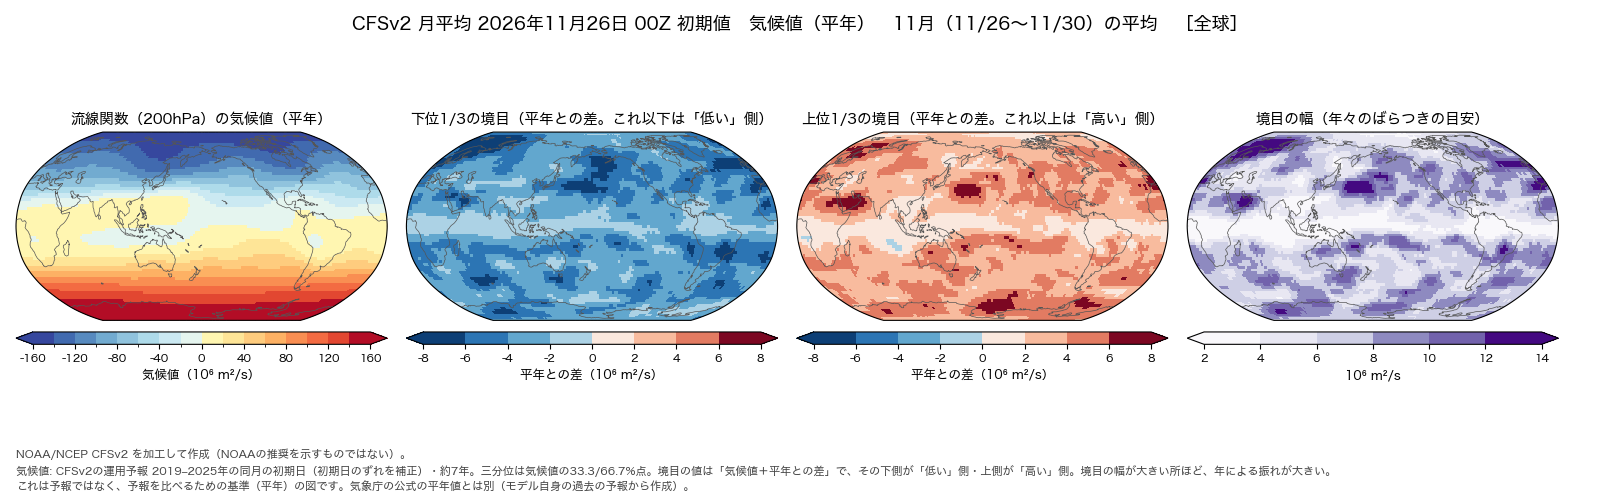 CFSv2 月平均 2026年11月26日 00Z 初期値　気候値（平年）　11月（11/26～11/30）の平均　［全球］
流線関数（200hPa）の気候値（平年）
下位1/3の境目（平年との差。これ以下は「低い」側）
上位1/3の境目（平年との差。これ以上は「高い」側）
境目の幅（年々のばらつきの目安）
-160 -120 -80 -40 0 40 80 120 160
気候値（10⁶ m²/s）
-8 -6 -4 -2 0 2 4 6 8
平年との差（10⁶ m²/s）
-8 -6 -4 -2 0 2 4 6 8
平年との差（10⁶ m²/s）
2 4 6 8 10 12 14
10⁶ m²/s
NOAA/NCEP CFSv2 を加工して作成（NOAAの推奨を示すものではない）。
気候値: CFSv2の運用予報 2019–2025年の同月の初期日（初期日のずれを補正）・約7年。三分位は気候値の33.3/66.7%点。境目の値は「気候値＋平年との差」で、その下側が「低い」側・上側が「高い」側。境目の幅が大きい所ほど、年による振れが大きい。
これは予報ではなく、予報を比べるための基準（平年）の図です。気象庁の公式の平年値とは別（モデル自身の過去の予報から作成）。